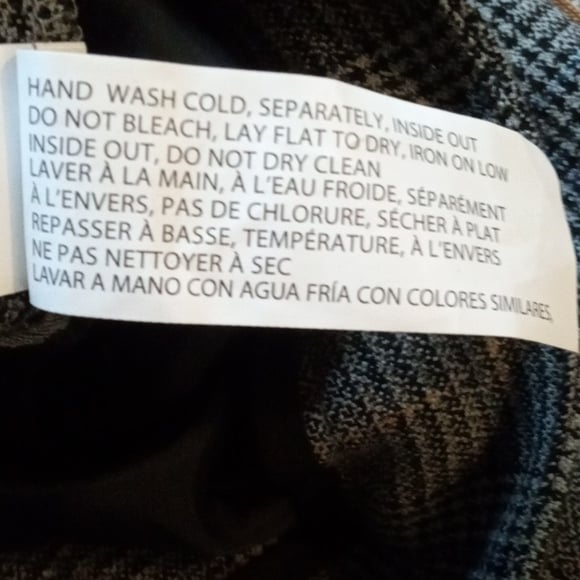 HAND WASH COLD, SEPARATELY, INSIDE OUT
DO NOT BLEACH, LAY FLAT TO DRY, IRON ON LOW
INSIDE OUT, DO NOT DRY CLEAN
LAVER À LA MAIN, À L'EAU FROIDE, SÉPARÉMENT
À L'ENVERS, PAS DE CHLORURE, SÉCHER À PLAT
REPASSER À BASSE, TEMPÉRATURE, À L'ENVERS
NE PAS NETTOYER À SEC
LAVAR A MANO CON AGUA FRÍA CON COLORES SIMILARES,